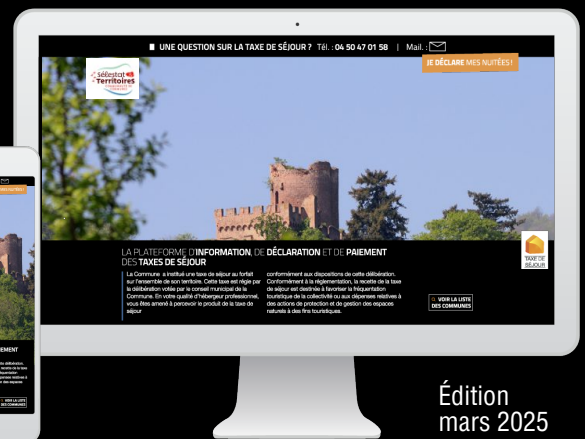 UNE QUESTION SUR LA TAXE DE SÉJOUR ? Tél. : 04 50 47 01 58 | Mail. :
JE DÉCLARE MES NUITÉES !
Sélestat
Territoires
LA PLATEFORME D'INFORMATION, DE DÉCLARATION ET DE PAIEMENT
DES TAXES DE SÉJOUR
La Commune a institué une taxe de séjour au forfait
sur l'ensemble de son territoire. Cette taxe est régie par
la délibération votée par le conseil municipal de la
Commune. En votre qualité d'hébergeur professionnel,
vous êtes amené à percevoir le produit de la taxe de
séjour
conformément aux dispositions de cette délibération.
Conformément à la réglementation, la recette de la taxe
de séjour est destinée à favoriser la fréquentation
touristique de la collectivité ou aux dépenses relatives à
des actions de protection et de gestion des espaces
naturels à des fins touristiques.
TAXE DE
SÉJOUR
VOIR LA LISTE
DES COMMUNES
Édition
mars 2025